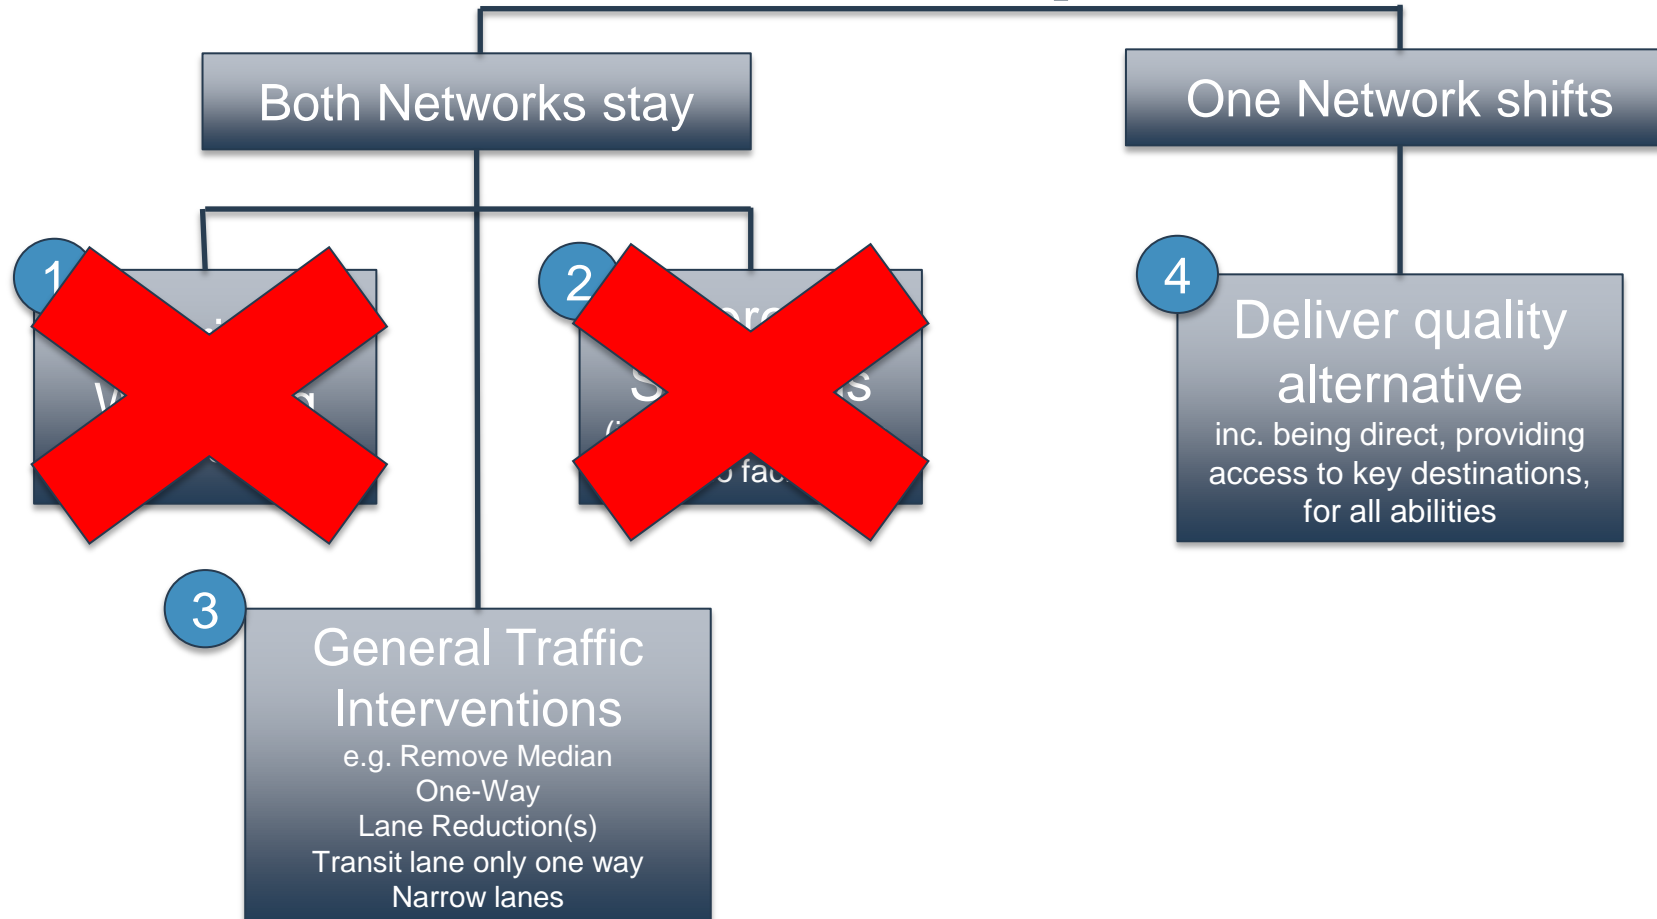 Both Networks stay
One Network shifts
1
2
4
Deliver quality
alternative
inc. being direct, providing
access to key destinations,
for all abilities
3
General Traffic
Interventions
e.g. Remove Median
One-Way
Lane Reduction(s)
Transit lane only one way
Narrow lanes